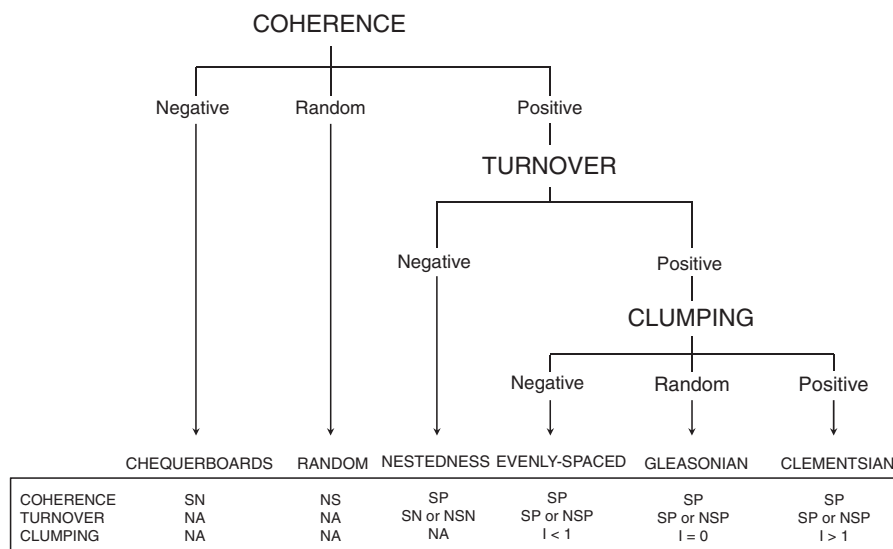 COHERENCE
Negative Random Positive
TURNOVER
Negative Positive
CLUMPING
Negative Random Positive
CHEQUERBOARDS RANDOM NESTEDNESS EVENLY-SPACED GLEASONIAN CLEMENTSIAN
COHERENCE SN NS SP SP SP SP
TURNOVER NA NA SN or NSN SP or NSP SP or NSP SP or NSP
CLUMPING NA NA NA I < 1 I = 0 I > 1